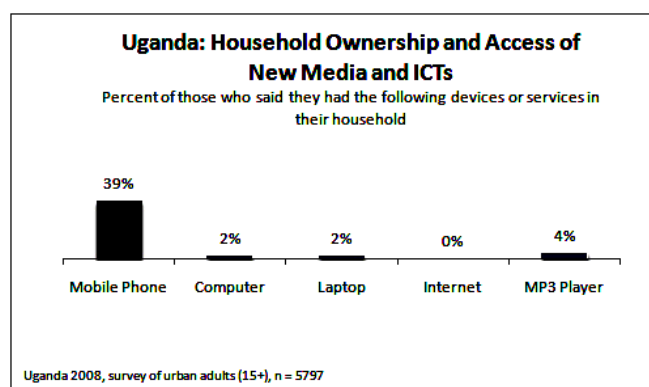 Uganda: Household Ownership and Access of
New Media and ICTs
Percent of those who said they had the following devices or services in
their household
39%
2%
2%
0%
4%
Mobile Phone
Computer
Laptop
Internet
MP3 Player
Uganda 2008, survey of urban adults (15+), n = 5797